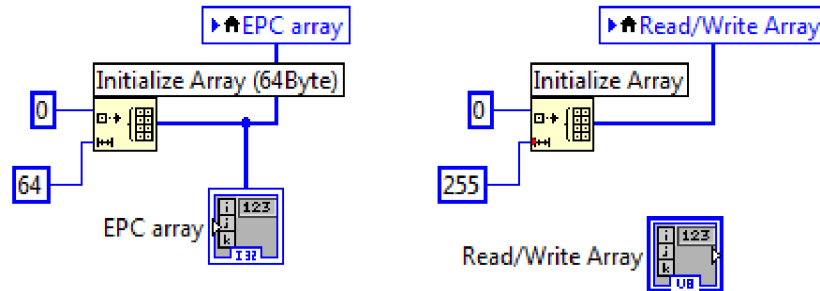 EPC array
Read/Write Array
Initialize Array (64Byte)
Initialize Array
0
0
64
255
EPC array
i
j
k
123
I32
Read/Write Array
i
j
k
123
U8